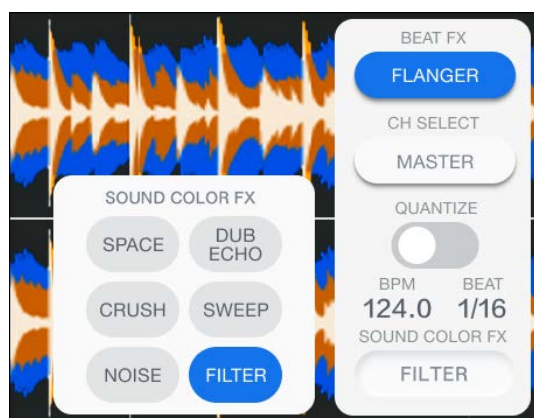 BEAT FX
FLANGER
CH SELECT
MASTER
QUANTIZE
BPM BEAT
124.0 1/16
SOUND COLOR FX
FILTER
SOUND COLOR FX
SPACE DUB ECHO
CRUSH SWEEP
NOISE FILTER